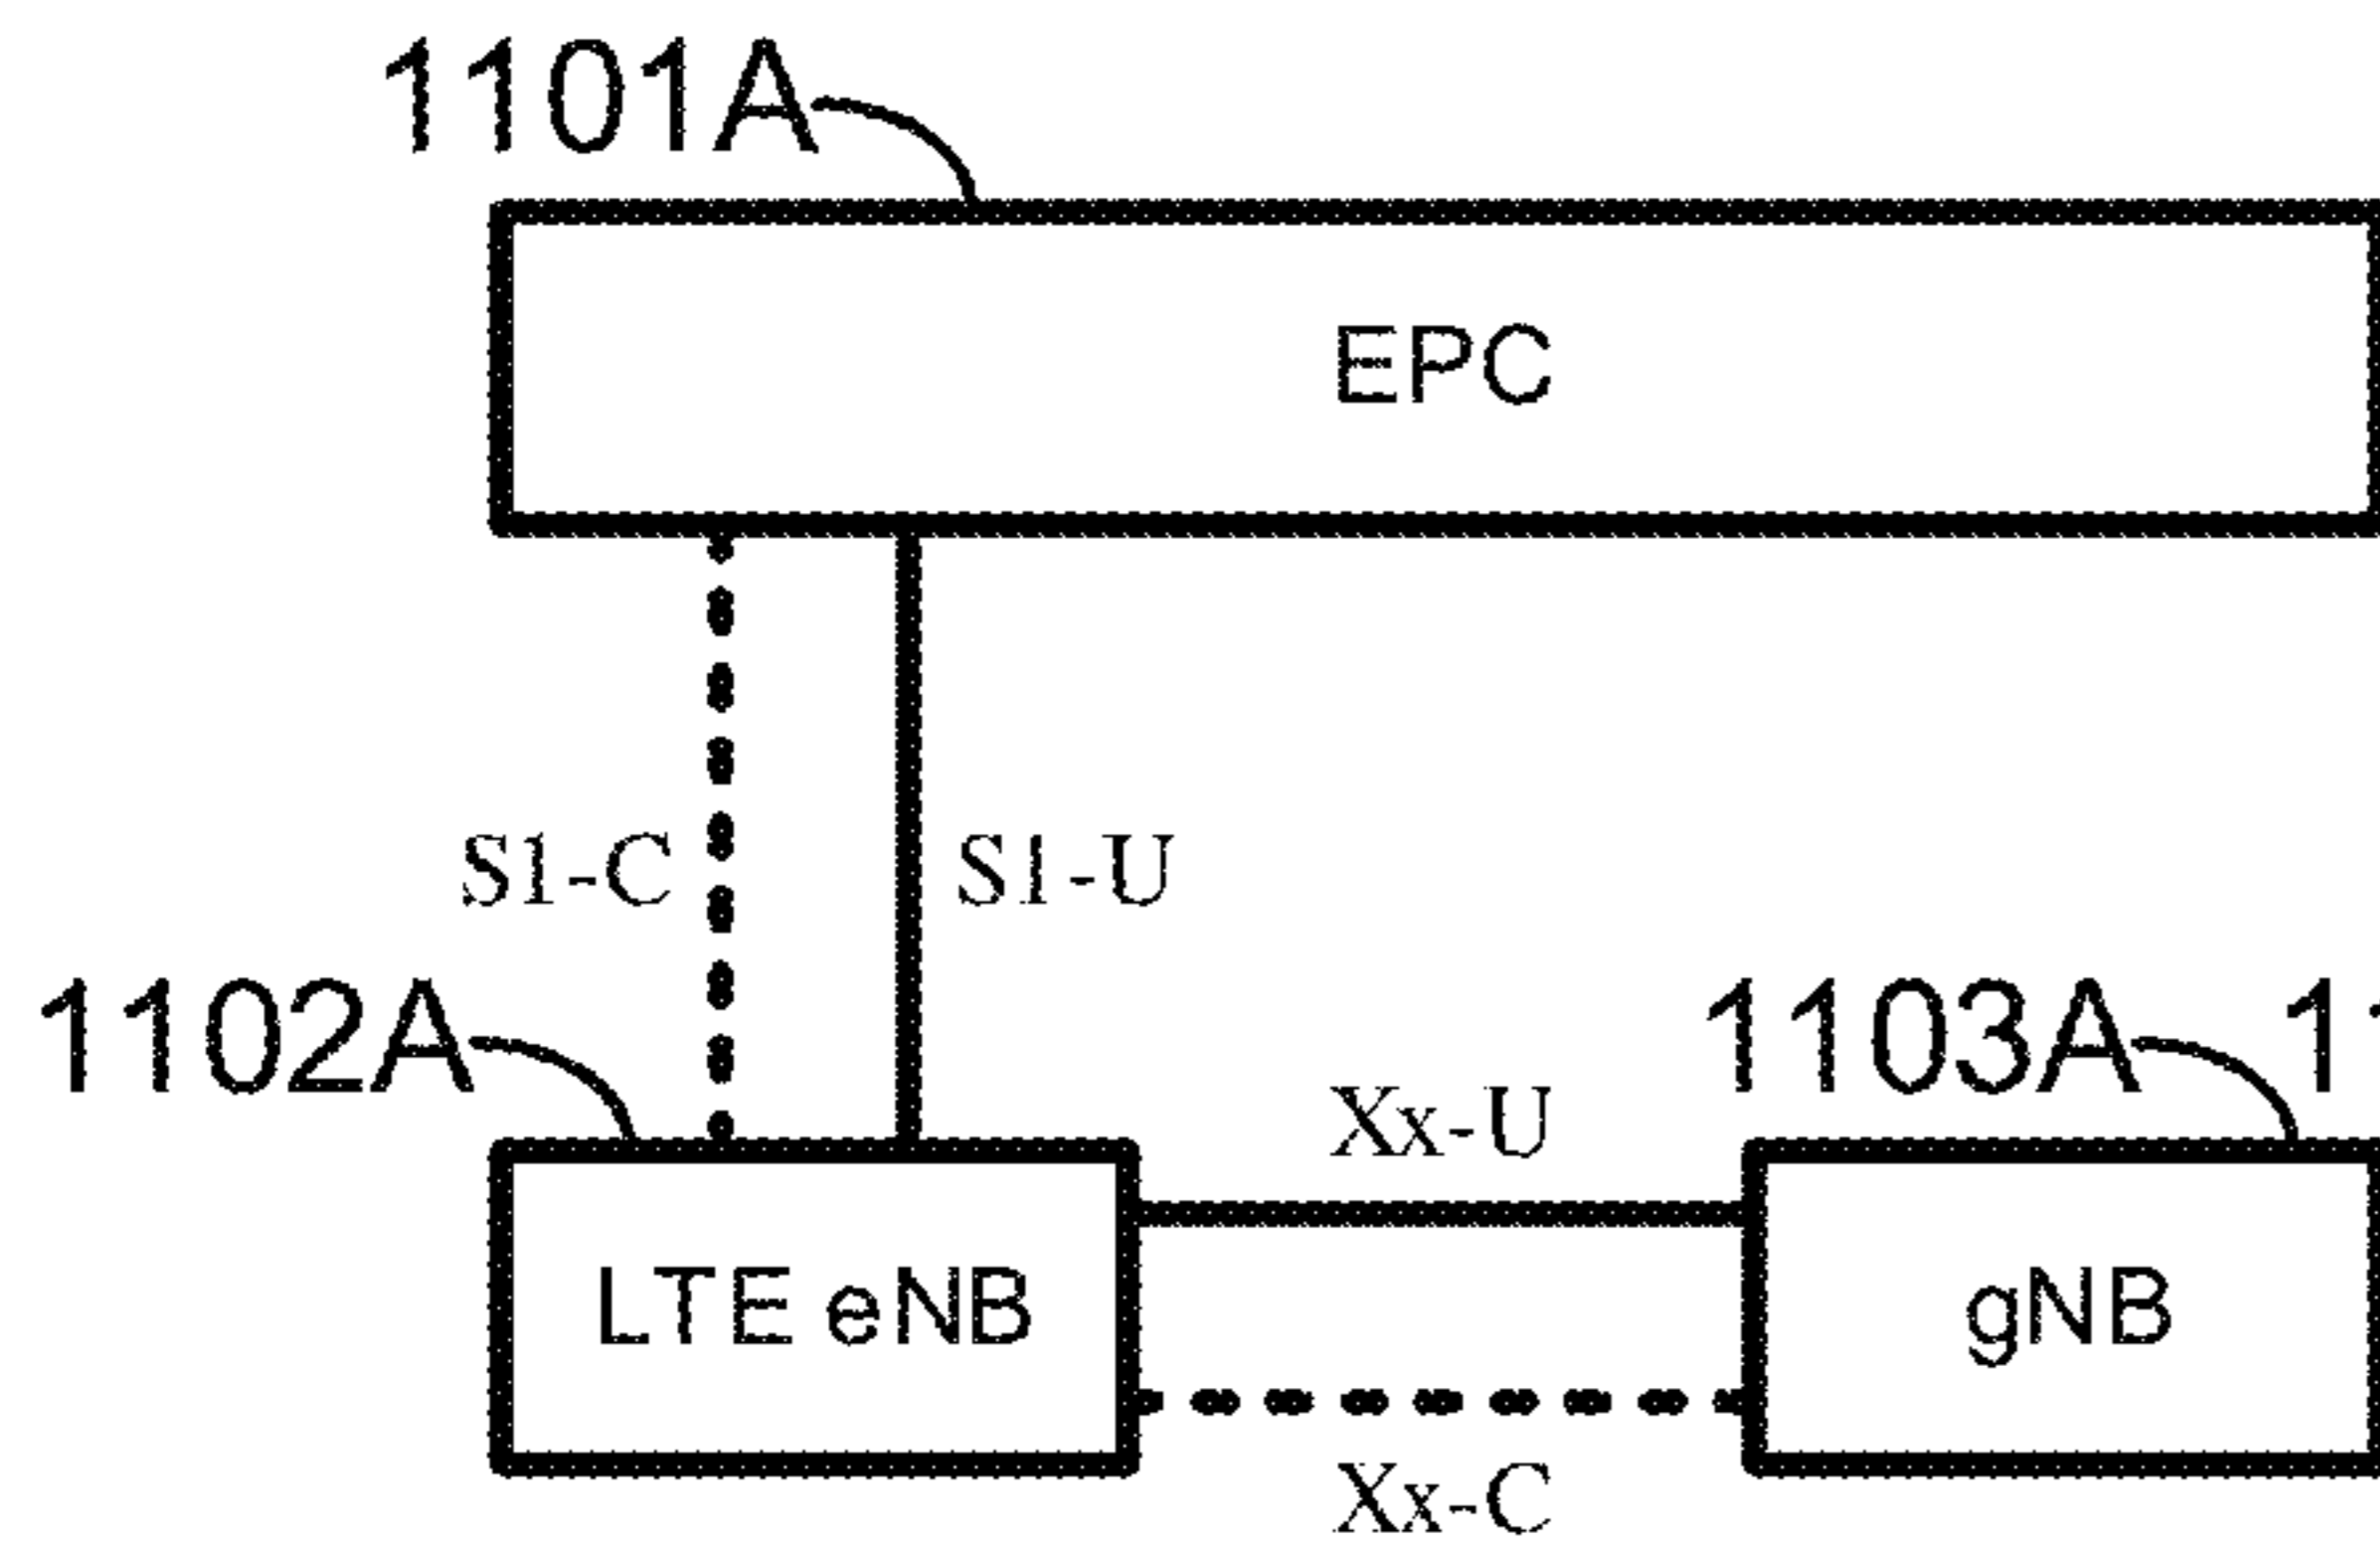 1101A
EPC
S1-C S1-U
1102A 1103A
Xx-U
LTE eNB gNB
Xx-C